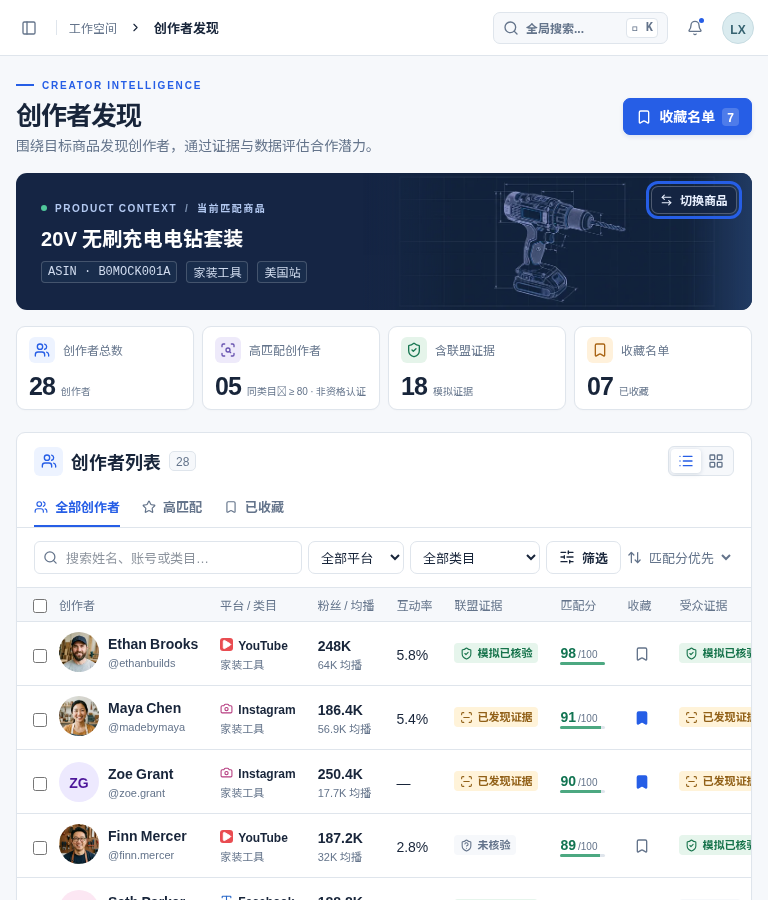 工作空间 创作者发现
全局搜索... K
LX
CREATOR INTELLIGENCE
创作者发现
围绕目标商品发现创作者，通过证据与数据评估合作潜力。
收藏名单 7
PRODUCT CONTEXT / 当前匹配商品
20V 无刷充电电钻套装
ASIN · B0MOCK001A 家装工具 美国站
切换商品
创作者总数
28 创作者
高匹配创作者
05 同类目 ≥ 80 · 非资格认证
含联盟证据
18 模拟证据
收藏名单
07 已收藏
创作者列表 28
全部创作者 高匹配 已收藏
搜索姓名、账号或类目... 全部平台 全部类目 筛选 匹配分优先
创作者 平台 / 类目 粉丝 / 均播 互动率 联盟证据 匹配分 收藏 受众证据
Ethan Brooks YouTube 248K 5.8% 模拟已核验 98 /100 模拟已核验
@ethanbuilds 家装工具 64K 均播
Maya Chen Instagram 186.4K 5.4% 已发现证据 91 /100 已发现证据
@madebymaya 家装工具 56.9K 均播
ZG Zoe Grant Instagram 250.4K — 已发现证据 90 /100 已发现证据
@zoe.grant 家装工具 17.7K 均播
Finn Mercer YouTube 187.2K 2.8% 未核验 89 /100 模拟已核验
@finn.mercer 家装工具 32K 均播